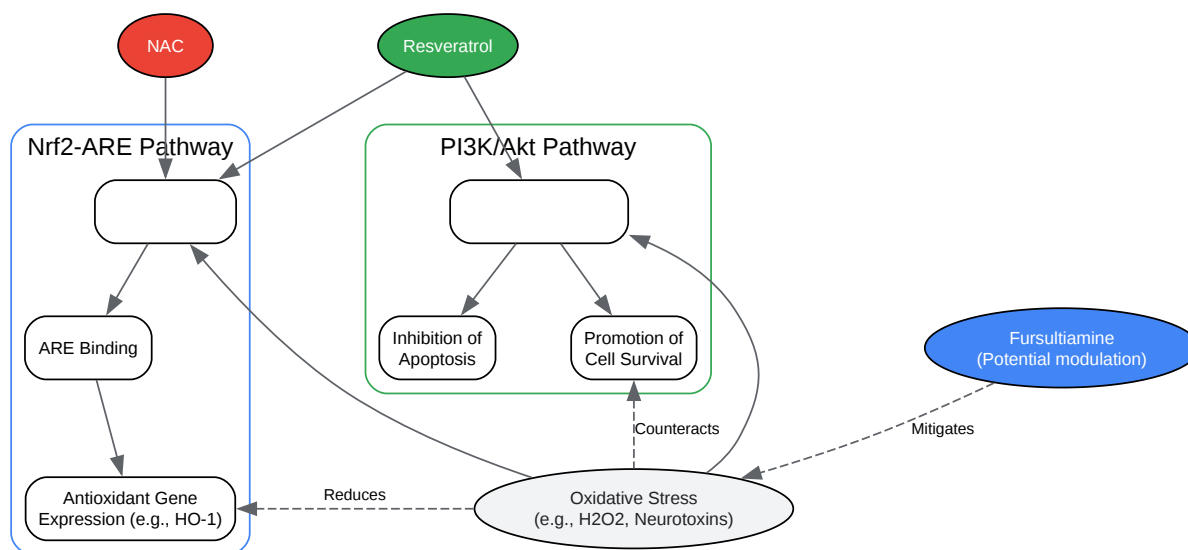 NAC
Resveratrol
Nrf2-ARE Pathway
PI3K/Akt Pathway
ARE Binding
Inhibition of
Apoptosis
Promotion of
Cell Survival
Fursultiamine
(Potential modulation)
Counteracts
Mitigates
Reduces
Antioxidant Gene
Expression (e.g., HO-1)
Oxidative Stress
(e.g., H2O2, Neurotoxins)